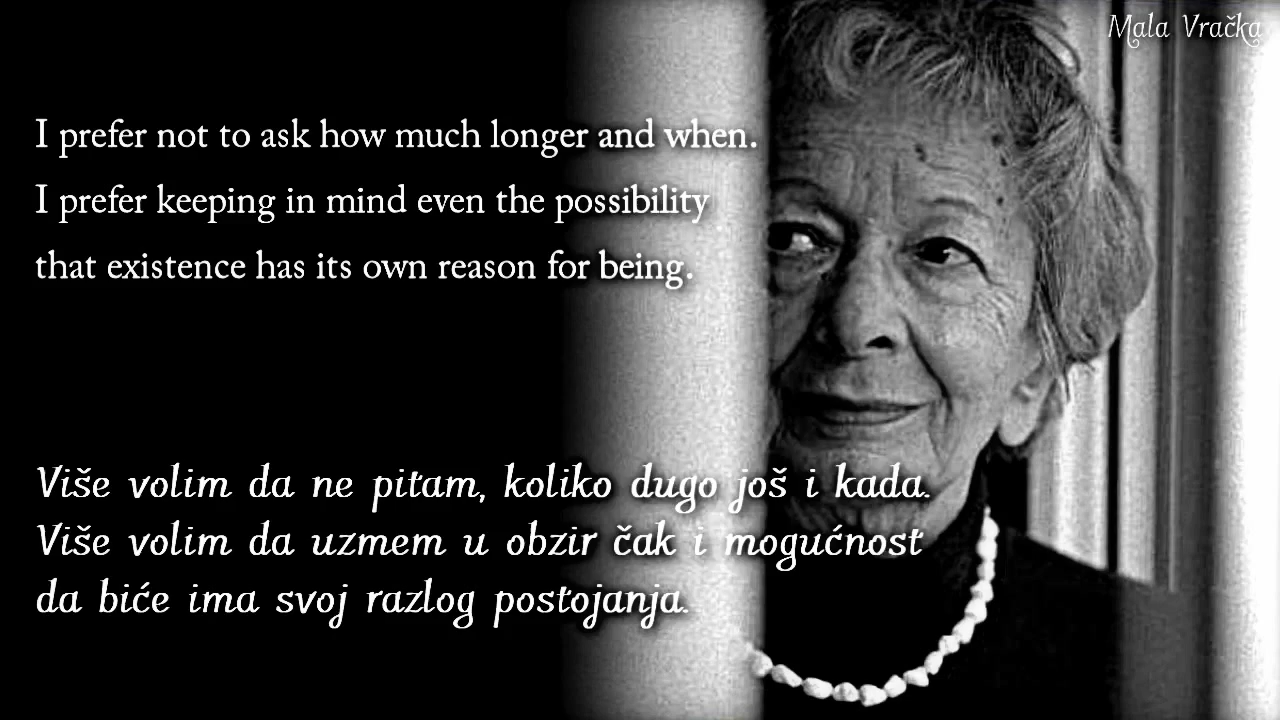 Mala Vračka
I prefer not to ask how much longer and when.
I prefer keeping in mind even the possibility
that existence has its own reason for being.
Više volim da ne pitam, koliko dugo još i kada.
Više volim da uzmem u obzir čak i mogućnost
da biće ima svoj razlog postojanja.